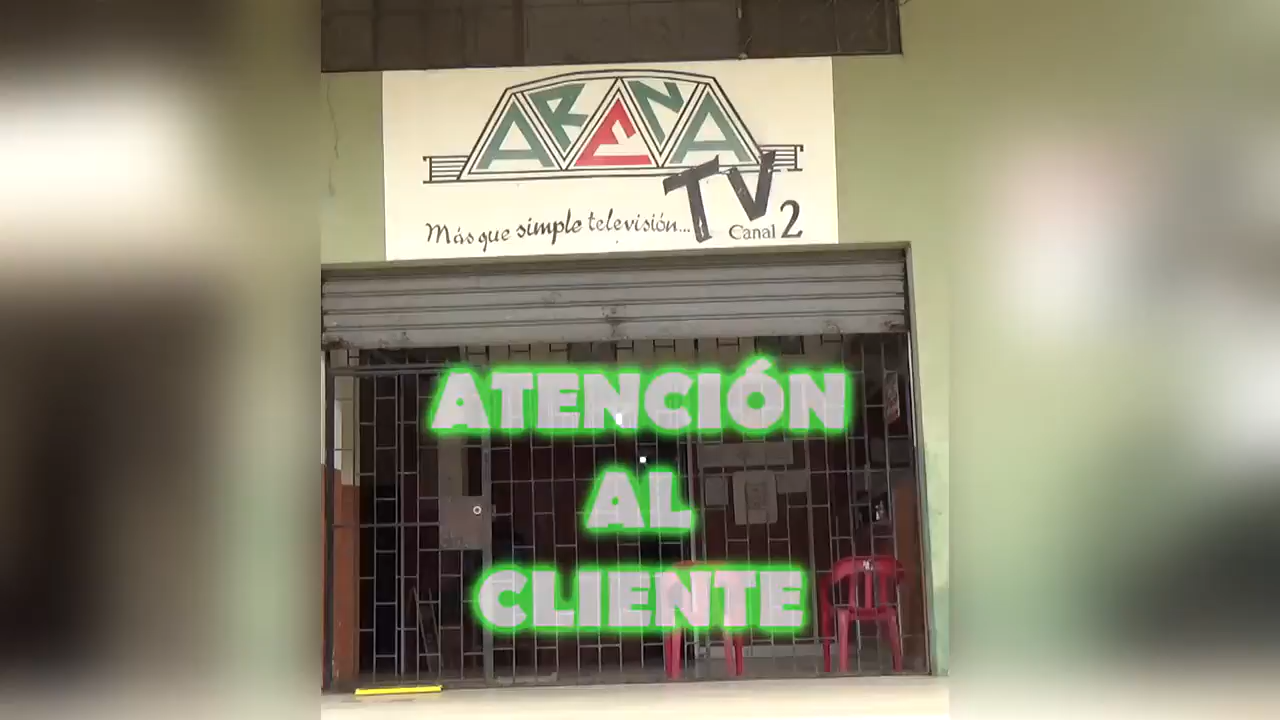 ARENA
TV
Más que simple televisión... Canal 2
ATENCIÓN
AL
CLIENTE